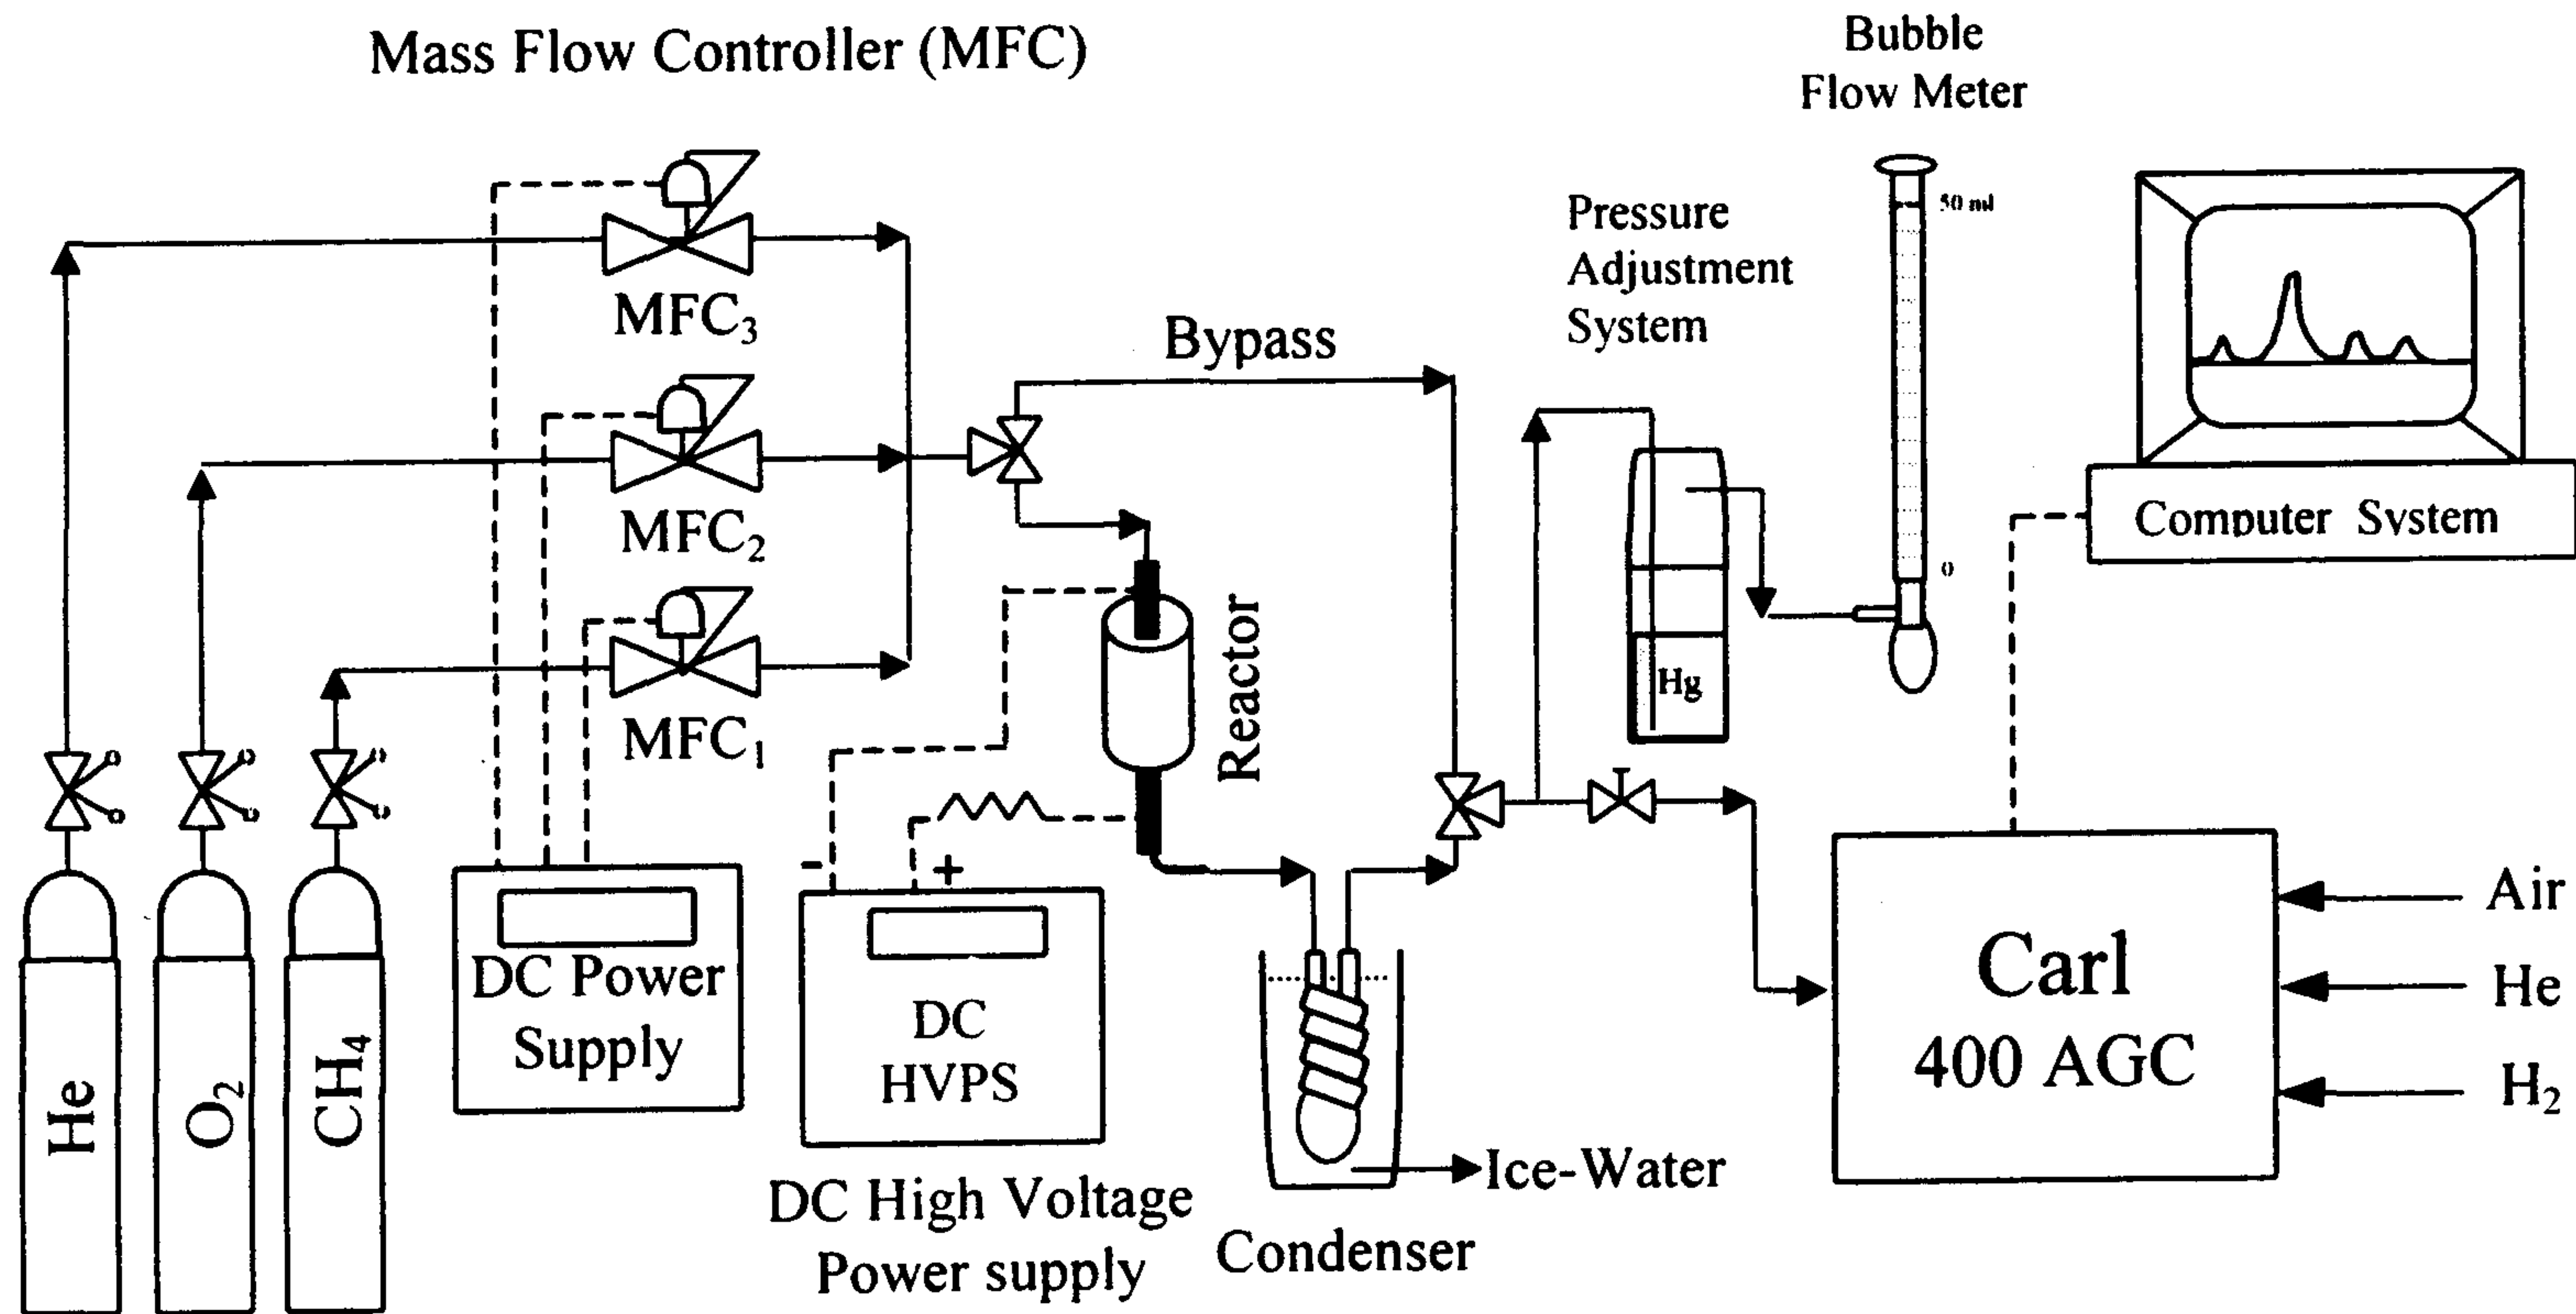 Mass Flow Controller (MFC)
Bubble
Flow Meter
50 ml
Pressure
Adjustment
System
MFC₃
Bypass
MFC₂
Computer System
0
Reactor
Hg
MFC₁
-
+
Air
He
H₂
Carl
400 AGC
DC Power
Supply
DC
HVPS
He
O₂
CH₄
Ice-Water
DC High Voltage
Power supply
Condenser